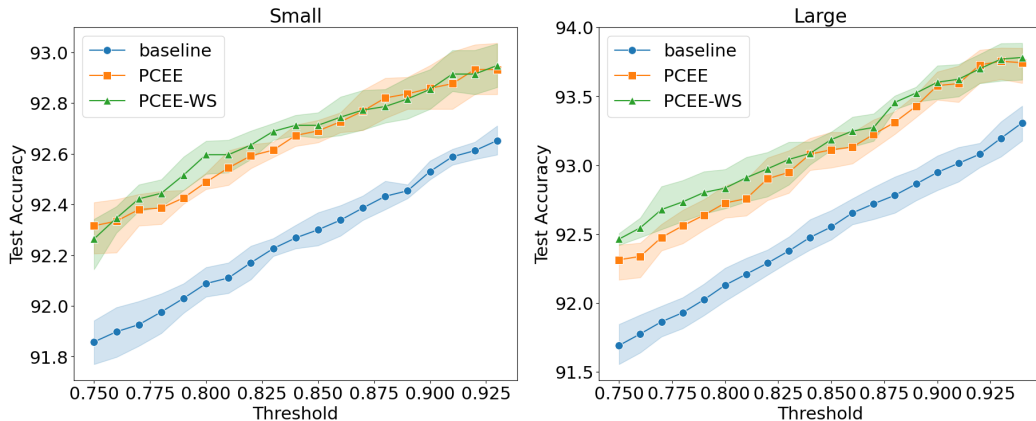 Small
93.0
92.8
92.6
92.4
92.2
92.0
91.8
Test Accuracy
baseline
PCEE
PCEE-WS
0.750 0.775 0.800 0.825 0.850 0.875 0.900 0.925
Threshold
Large
94.0
93.5
93.0
92.5
92.0
91.5
Test Accuracy
baseline
PCEE
PCEE-WS
0.750 0.775 0.800 0.825 0.850 0.875 0.900 0.925
Threshold